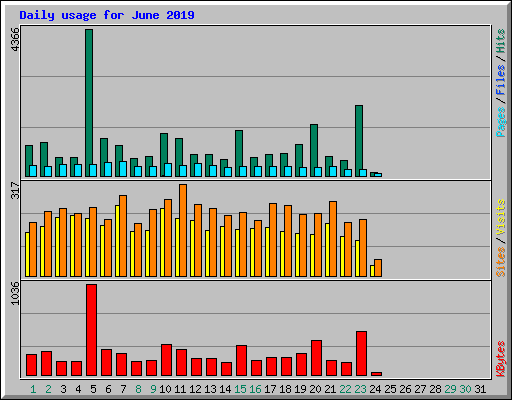 Daily usage for June 2019
4366
317
1036
Pages / Files / Hits
Sites / Visits
KBytes
1 2 3 4 5 6 7 8 9 10 11 12 13 14 15 16 17 18 19 20 21 22 23 24 25 26 27 28 29 30 31